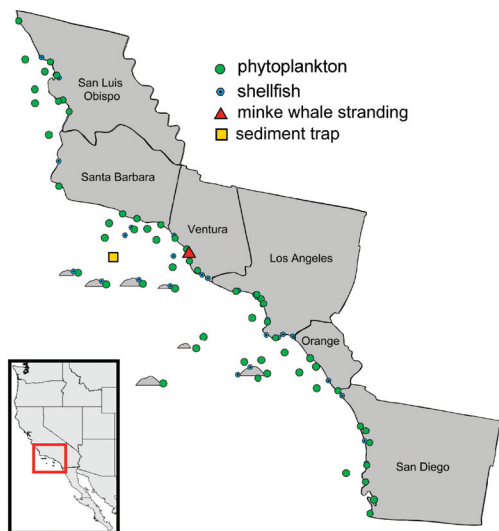 phytoplankton
shellfish
minke whale stranding
sediment trap
San Luis
Obispo
Santa Barbara
Ventura
Los Angeles
Orange
San Diego